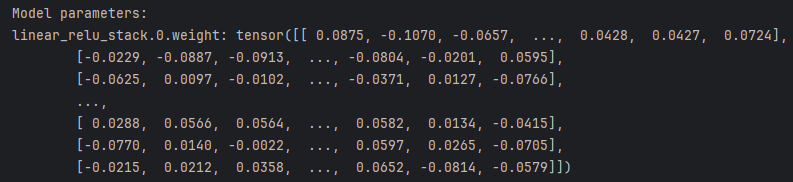 Model parameters:
linear_relu_stack.0.weight: tensor([[ 0.0875, -0.1070, -0.0657,  ...,  0.0428,  0.0427,  0.0724],
        [-0.0229, -0.0887, -0.0913,  ..., -0.0804, -0.0201,  0.0595],
        [-0.0625,  0.0097, -0.0102,  ..., -0.0371,  0.0127, -0.0766],
        ...,
        [ 0.0288,  0.0566,  0.0564,  ...,  0.0582,  0.0134, -0.0415],
        [-0.0770,  0.0140, -0.0022,  ...,  0.0597,  0.0265, -0.0705],
        [-0.0215,  0.0212,  0.0358,  ...,  0.0652, -0.0814, -0.0579]])